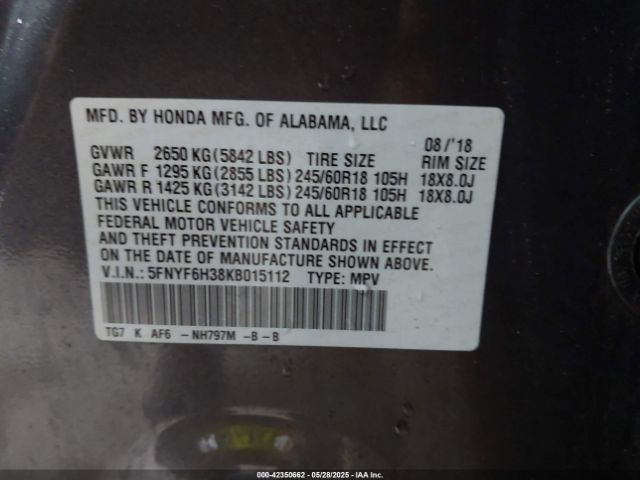 MFD. BY HONDA MFG. OF ALABAMA, LLC
08/'18
GVWR 2650 KG(5842 LBS) TIRE SIZE RIM SIZE
GAWR F 1295 KG(2855 LBS) 245/60R18 105H 18X8.0J
GAWR R 1425 KG(3142 LBS) 245/60R18 105H 18X8.0J
THIS VEHICLE CONFORMS TO ALL APPLICABLE
FEDERAL MOTOR VEHICLE SAFETY
AND THEFT PREVENTION STANDARDS IN EFFECT
ON THE DATE OF MANUFACTURE SHOWN ABOVE.
V.I.N.: 5FNYF6H38KB015112 TYPE: MPV
TG7 K AF6 -NH797M -B-B
000-42350662 - 05/28/2025 - IAA Inc.